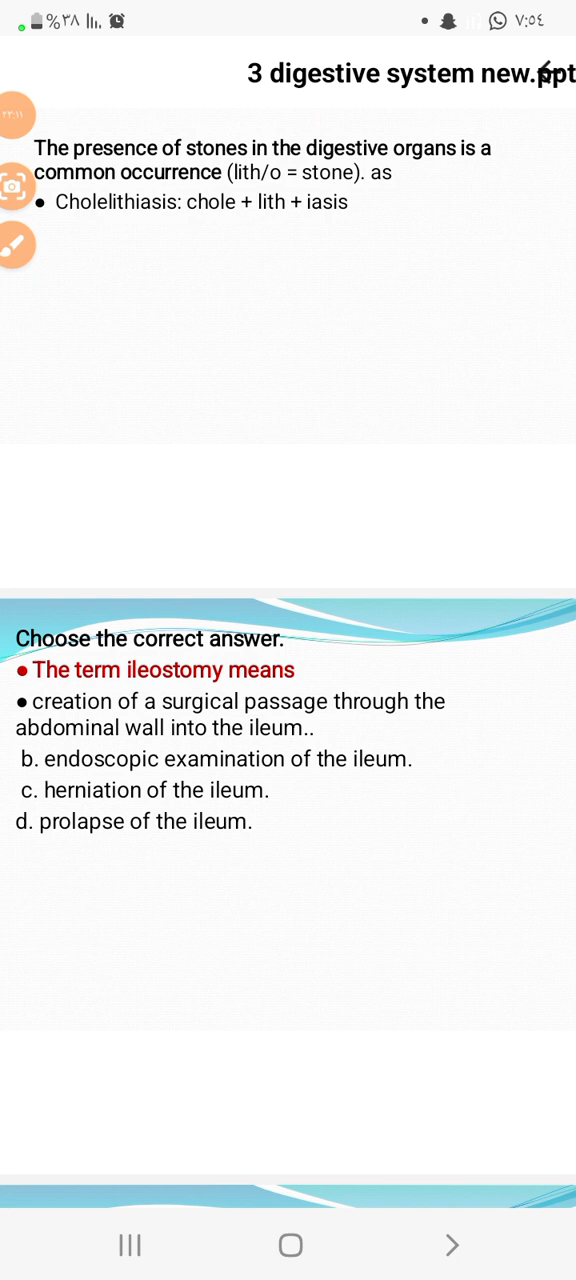 %٣٨ ٧:٥٤
3 digestive system new.ppt
٢٣:١١
The presence of stones in the digestive organs is a
common occurrence (lith/o = stone). as
● Cholelithiasis: chole + lith + iasis
Choose the correct answer.
● The term ileostomy means
● creation of a surgical passage through the
abdominal wall into the ileum..
b. endoscopic examination of the ileum.
c. herniation of the ileum.
d. prolapse of the ileum.